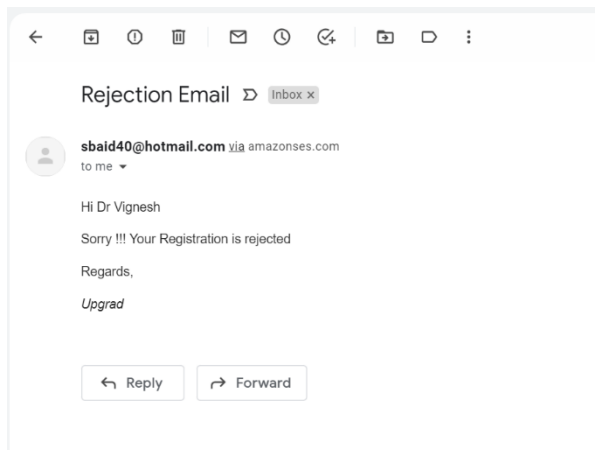 Rejection Email Inbox ×
sbaid40@hotmail.com via amazonses.com
to me
Hi Dr Vignesh
Sorry !!! Your Registration is rejected
Regards,
Upgrad
Reply Forward